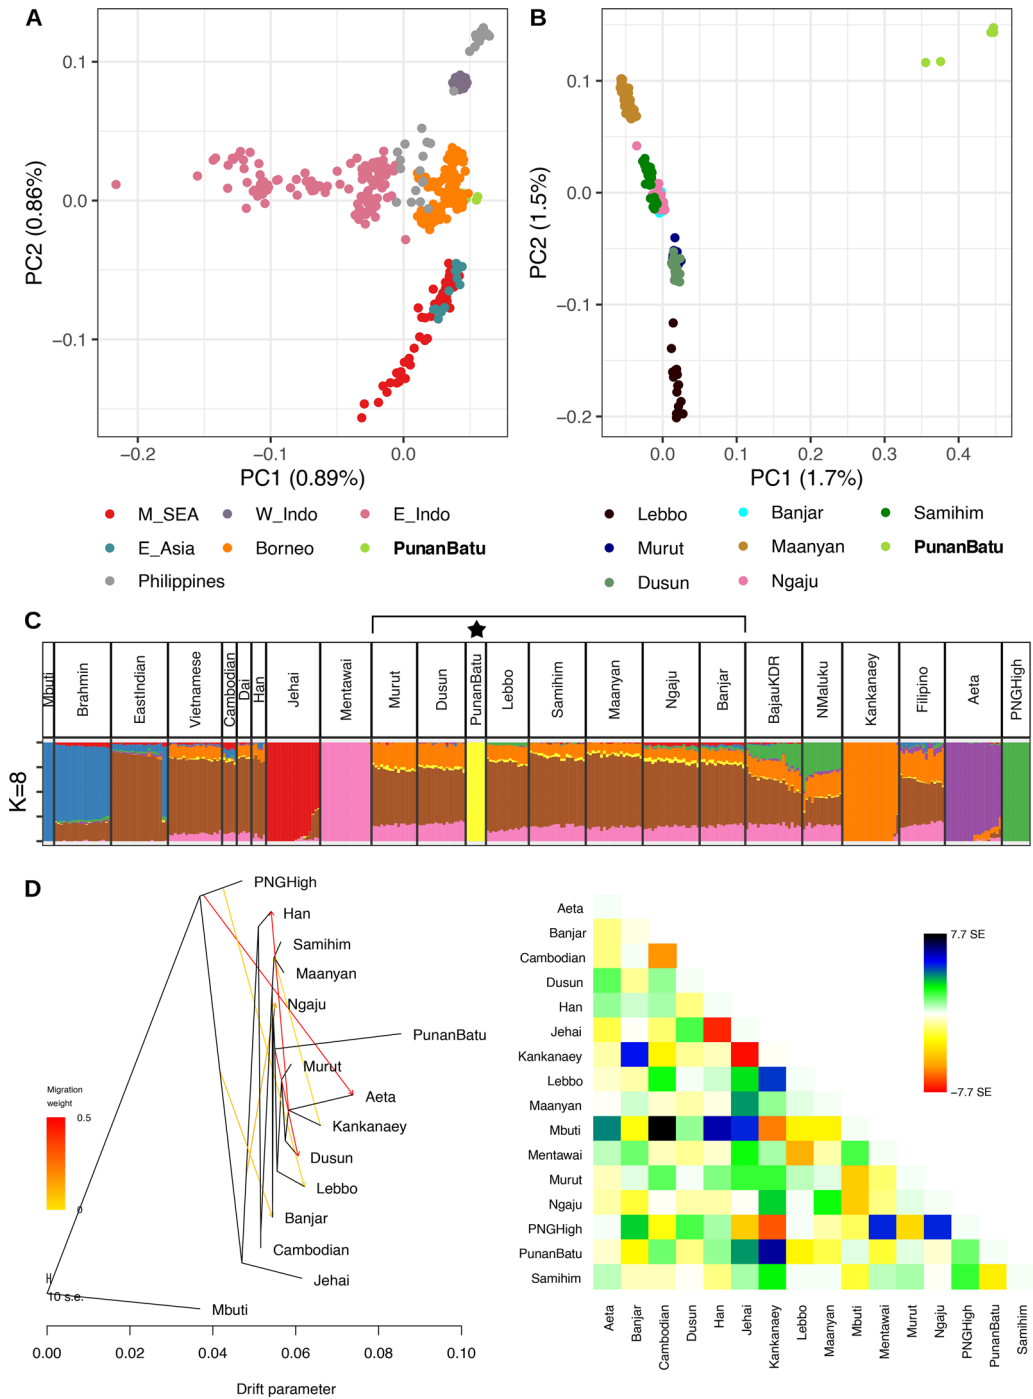 A
0.1
0.0
−0.1
PC2 (0.86%)
−0.2
−0.1
0.0
PC1 (0.89%)
M_SEA
W_Indo
E_Indo
E_Asia
Borneo
PunanBatu
Philippines
B
0.1
0.0
−0.1
−0.2
PC2 (1.5%)
0.0
0.1
0.2
0.3
0.4
PC1 (1.7%)
Lebbo
Banjar
Samihim
Murut
Maanyan
PunanBatu
Dusun
Ngaju
C
Mbuti
Brahmin
EastIndian
Vietnamese
Cambodian
Dai
Han
Jehai
Mentawai
Murut
Dusun
PunanBatu
Lebbo
Samihim
Maanyan
Ngaju
Banjar
BajauKDR
NMaluku
Kankanaey
Filipino
Aeta
PNGHigh
K=8
D
PNGHigh
Han
Samihim
Maanyan
Ngaju
PunanBatu
Murut
Aeta
Kankanaey
Dusun
Lebbo
Banjar
Cambodian
Jehai
Mbuti
Migration
weight
0.5
0
10 s.e.
0.00
0.02
0.04
0.06
0.08
0.10
Drift parameter
Aeta
Banjar
Cambodian
Dusun
Han
Jehai
Kankanaey
Lebbo
Maanyan
Mbuti
Mentawai
Murut
Ngaju
PNGHigh
PunanBatu
Samihim
7.7 SE
−7.7 SE
Aeta
Banjar
Cambodian
Dusun
Han
Jehai
Kankanaey
Lebbo
Maanyan
Mbuti
Mentawai
Murut
Ngaju
PNGHigh
PunanBatu
Samihim